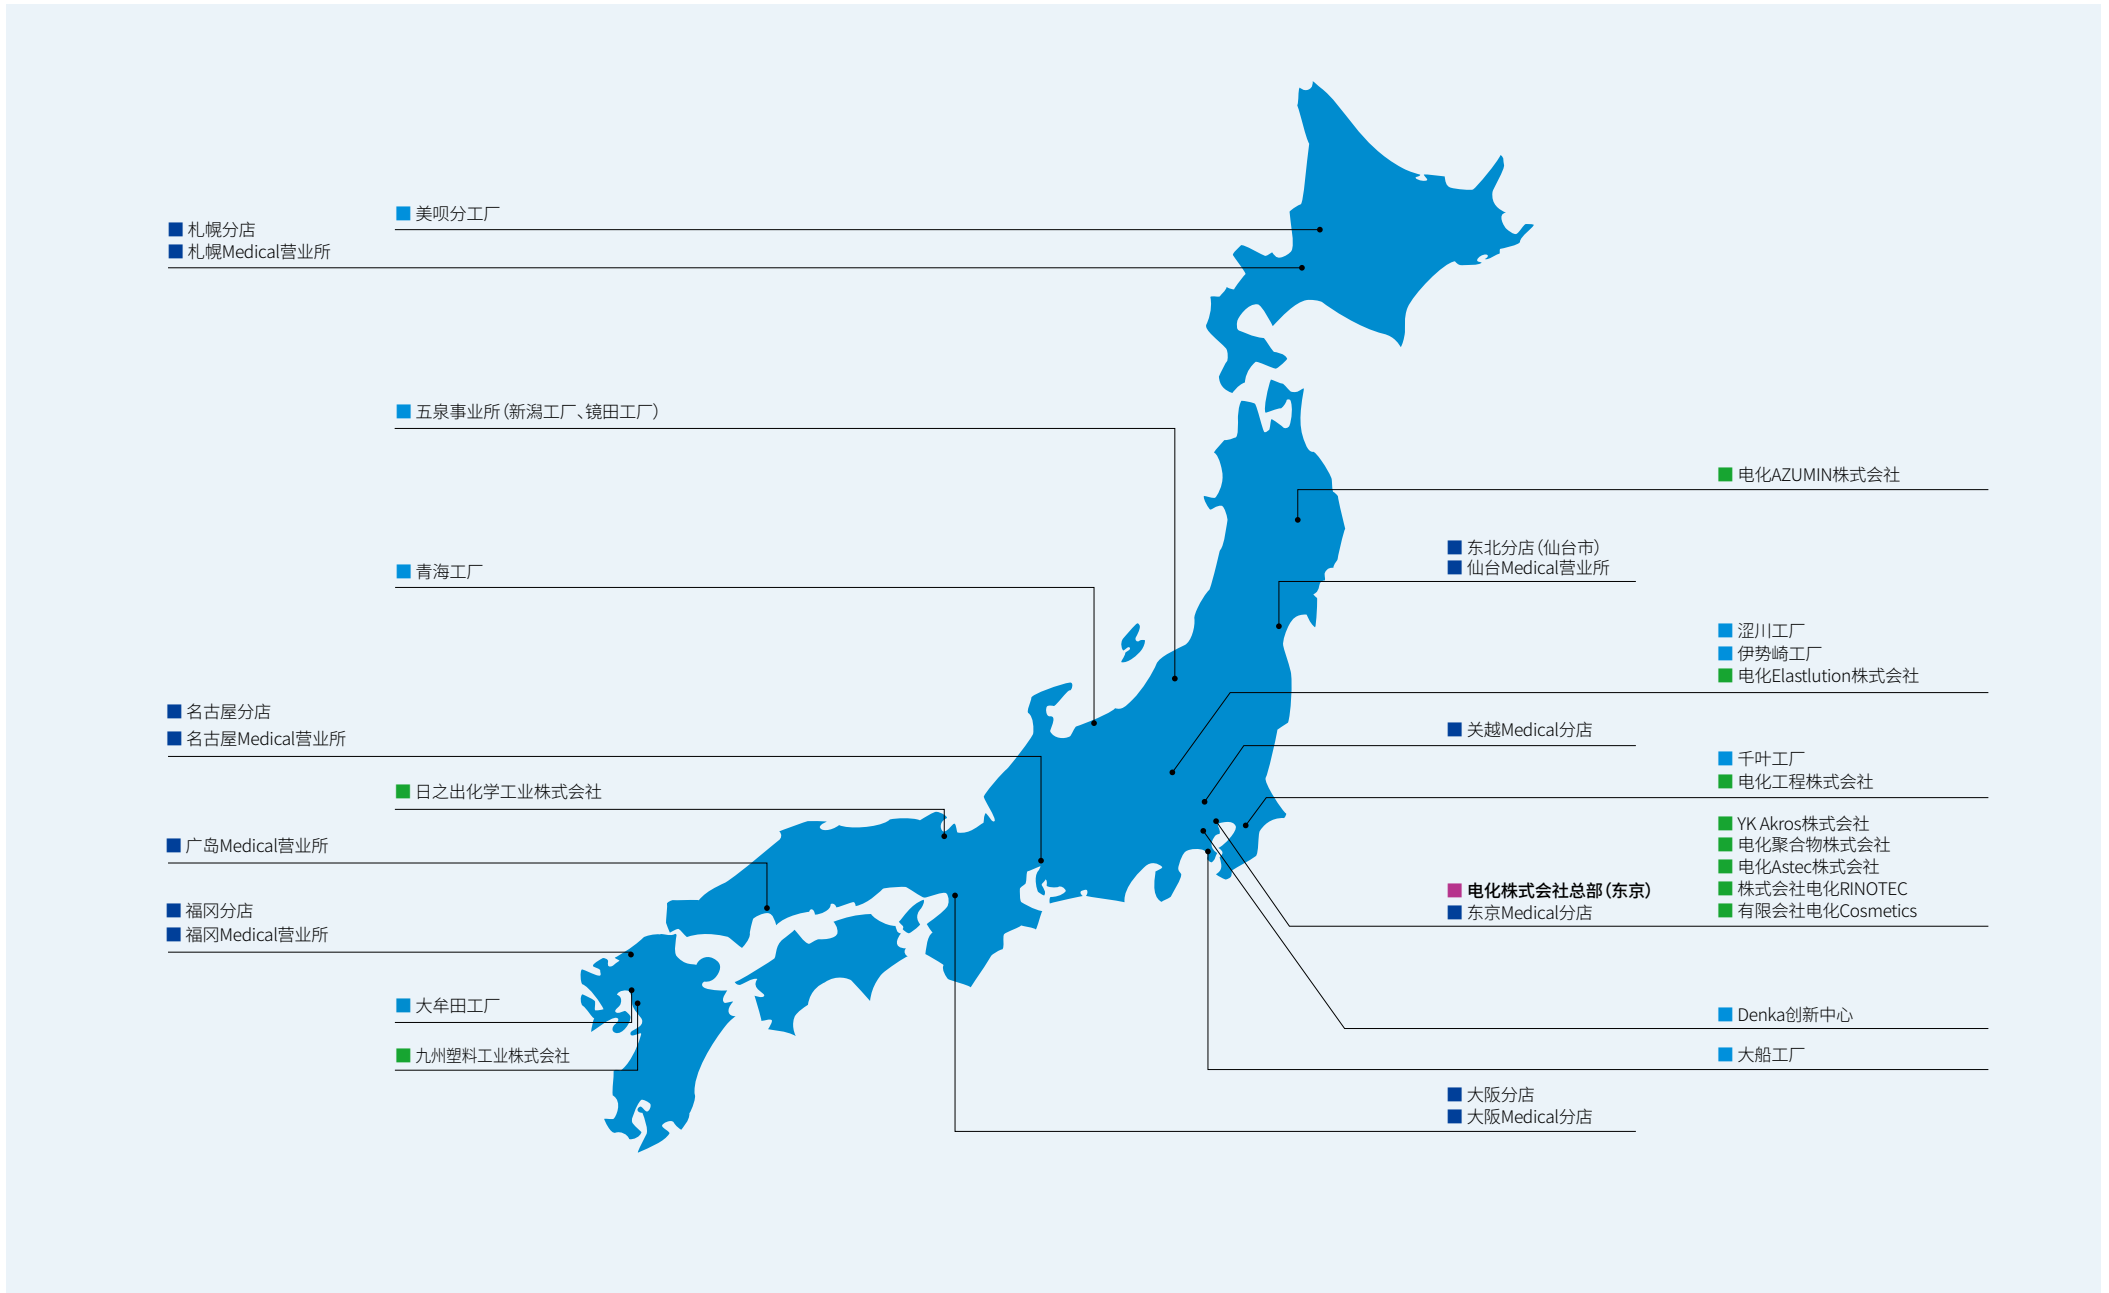 美呗分工厂
札幌分店
札幌Medical营业所
五泉事业所（新潟工厂、镜田工厂）
青海工厂
名古屋分店
名古屋Medical营业所
日之出化学工业株式会社
广岛Medical营业所
福冈分店
福冈Medical营业所
大牟田工厂
九州塑料工业株式会社
电化AZUMIN株式会社
东北分店（仙台市）
仙台Medical营业所
涩川工厂
伊势崎工厂
电化Elastlution株式会社
关越Medical分店
千叶工厂
电化工程株式会社
YK Akros株式会社
电化聚合物株式会社
电化Astec株式会社
株式会社电化RINOTEC
有限会社电化Cosmetics
电化株式会社总部（东京）
东京Medical分店
Denka创新中心
大船工厂
大阪分店
大阪Medical分店